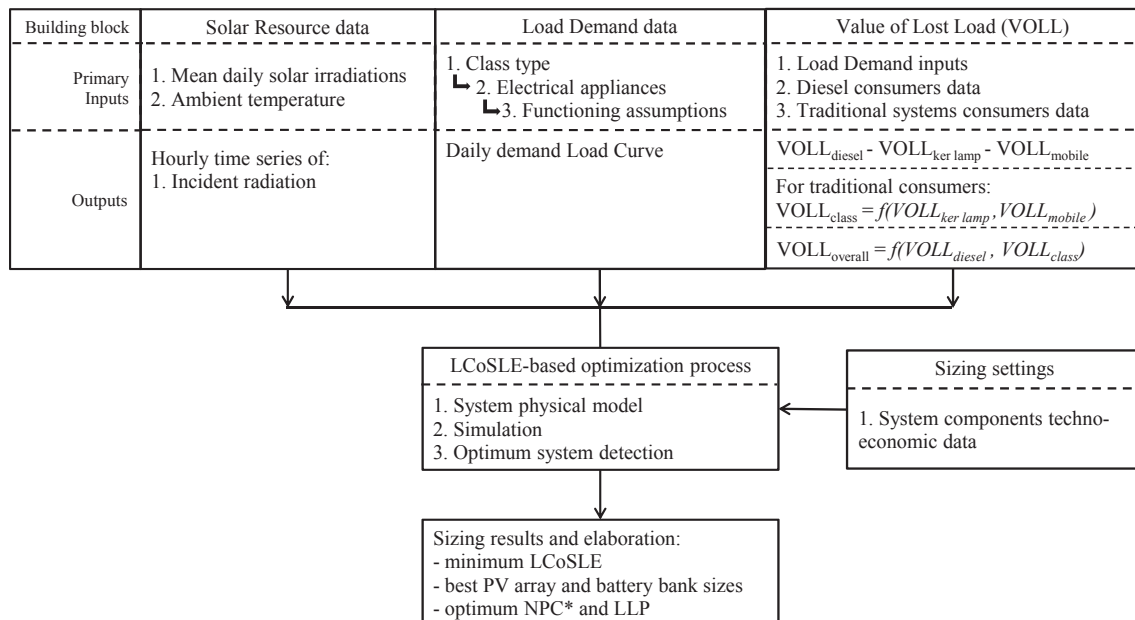 Building block
Solar Resource data
Load Demand data
Value of Lost Load (VOLL)
Primary
Inputs
1. Mean daily solar irradiations
2. Ambient temperature
1. Class type
2. Electrical appliances
3. Functioning assumptions
1. Load Demand inputs
2. Diesel consumers data
3. Traditional systems consumers data
Outputs
Hourly time series of:
1. Incident radiation
Daily demand Load Curve
VOLLdiesel - VOLLker lamp - VOLLmobile
For traditional consumers:
VOLLclass = f(VOLLker lamp ,VOLLmobile )
VOLLoverall = f(VOLLdiesel , VOLLclass)
LCoSLE-based optimization process
1. System physical model
2. Simulation
3. Optimum system detection
Sizing settings
1. System components techno-
economic data
Sizing results and elaboration:
- minimum LCoSLE
- best PV array and battery bank sizes
- optimum NPC* and LLP